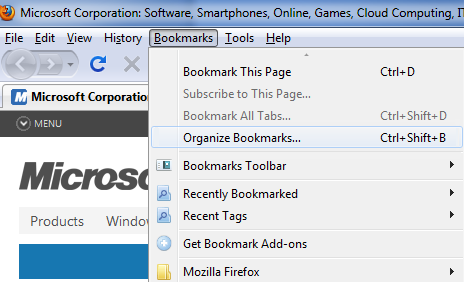 Microsoft Corporation: Software, Smartphones, Online, Games, Cloud Computing, IT
File Edit View History Bookmarks Tools Help
Bookmark This Page Ctrl+D
Subscribe to This Page...
Microsoft Corporation
Bookmark All Tabs... Ctrl+Shift+D
MENU
Organize Bookmarks... Ctrl+Shift+B
Bookmarks Toolbar
Microso
Recently Bookmarked
Products Window
Recent Tags
Get Bookmark Add-ons
Mozilla Firefox